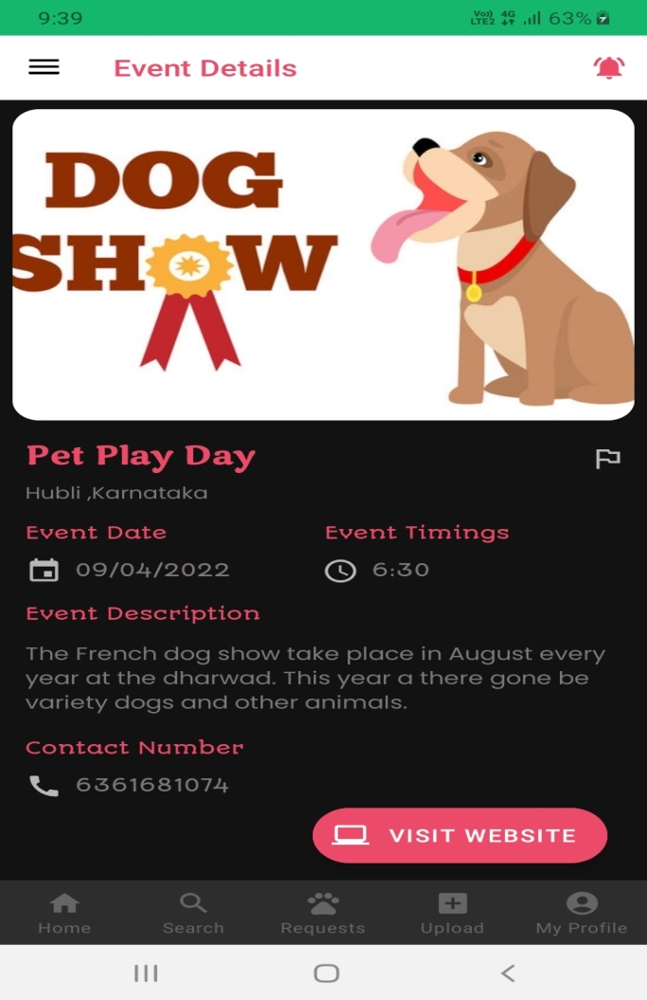 9:39 Vo)) LTE2 4G 63%
Event Details
DOG
SHOW
Pet Play Day
Hubli ,Karnataka
Event Date Event Timings
09/04/2022 6:30
Event Description
The French dog show take place in August every
year at the dharwad. This year a there gone be
variety dogs and other animals.
Contact Number
6361681074
VISIT WEBSITE
Home Search Requests Upload My Profile